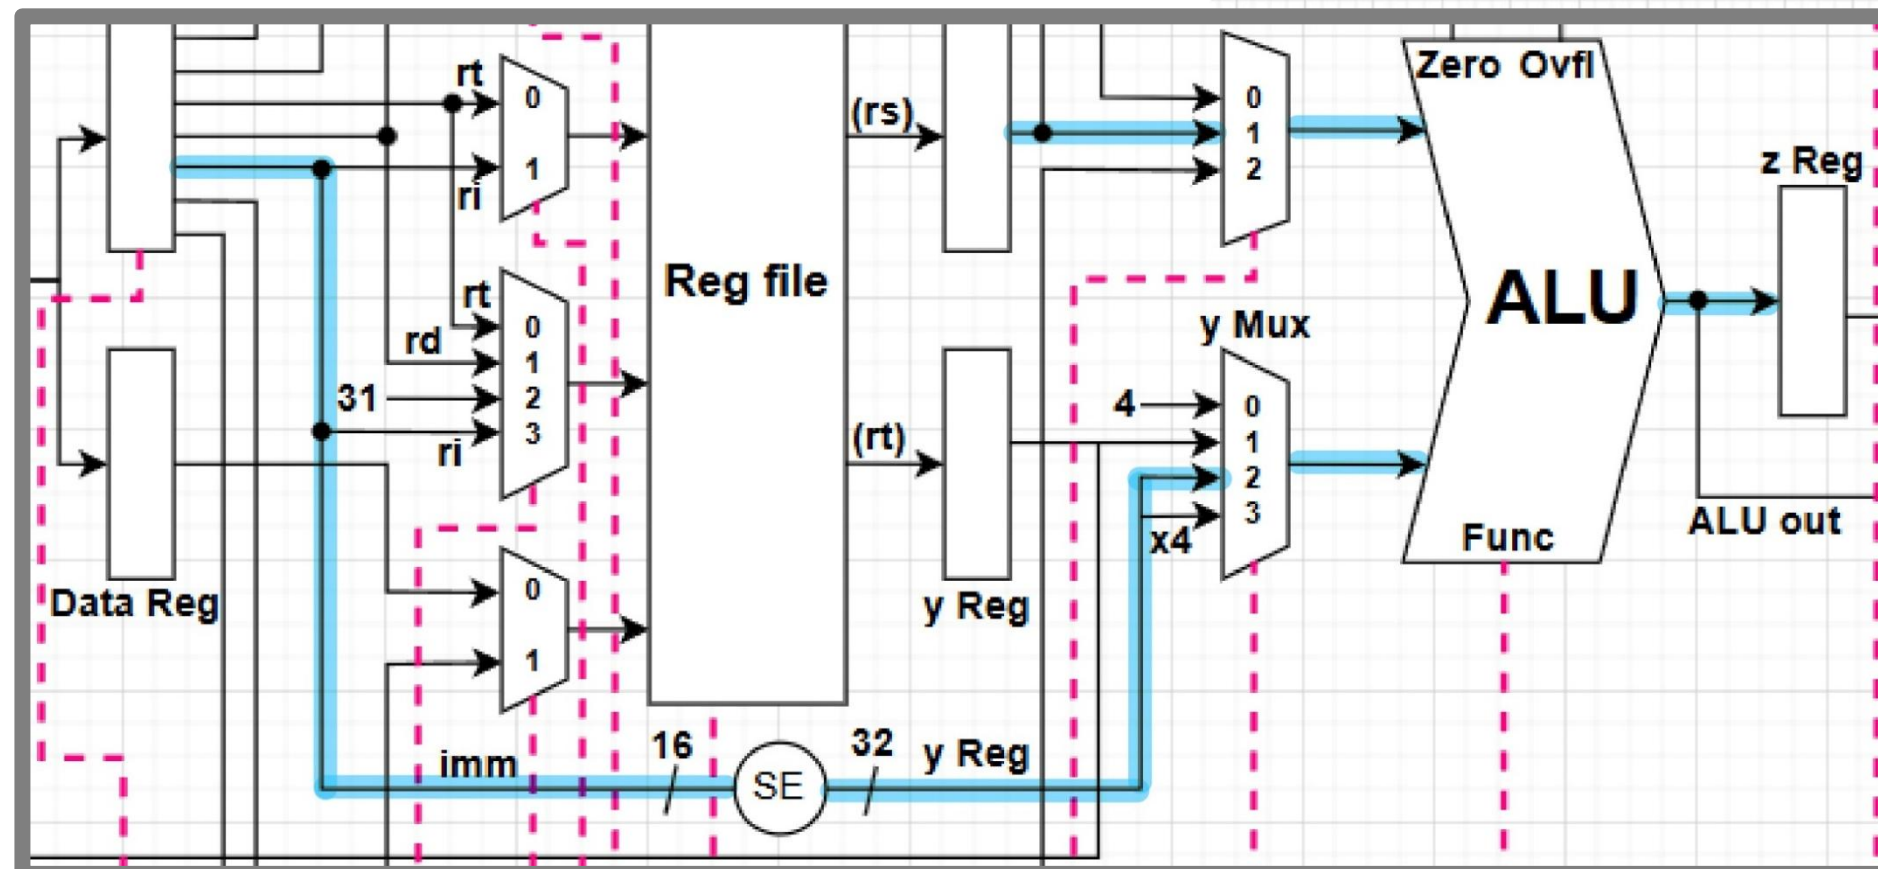 rt
0
1
ri
rt
0
rd
1
31
2
3
ri
0
1
Data Reg
imm
16
SE
32
y Reg
Reg file
(rs)
(rt)
y Reg
0
1
2
y Mux
4
0
1
2
3
x4
Zero Ovfl
ALU
Func
z Reg
ALU out